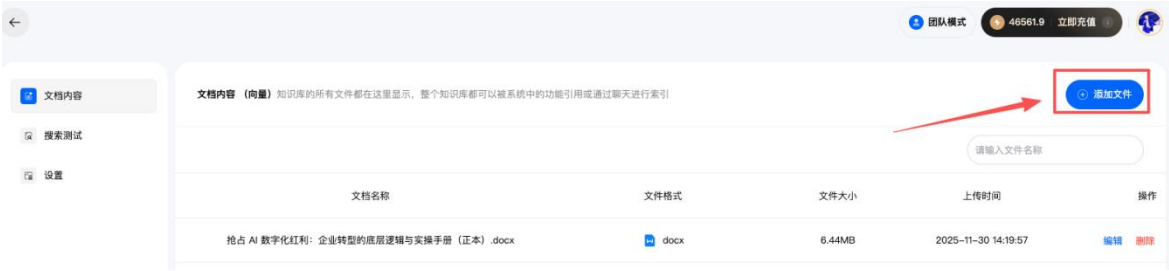 团队模式 46561.9 立即充值
文档内容
搜索测试
设置
文档内容 （向量）知识库的所有文件都在这里显示，整个知识库都可以被系统中的功能引用或通过聊天进行索引
添加文件
请输入文件名称
文档名称 文件格式 文件大小 上传时间 操作
抢占 AI 数字化红利：企业转型的底层逻辑与实操手册（正本）.docx docx 6.44MB 2025-11-30 14:19:57 编辑 删除